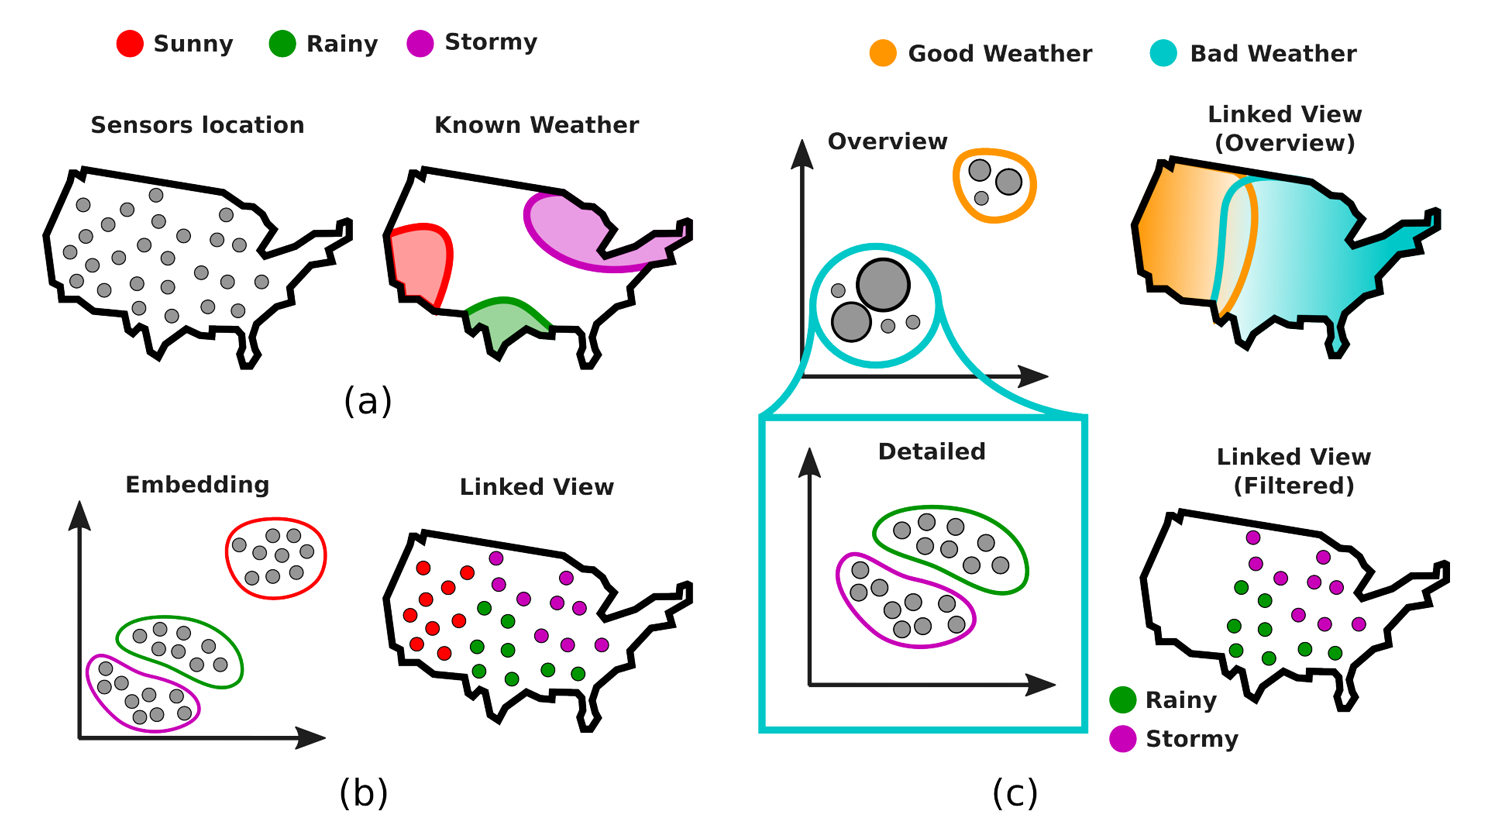 Sunny Rainy Stormy
Sensors location
Known Weather
(a)
Embedding
Linked View
(b)
Good Weather Bad Weather
Overview
Linked View
(Overview)
Detailed
Linked View
(Filtered)
Rainy
Stormy
(c)